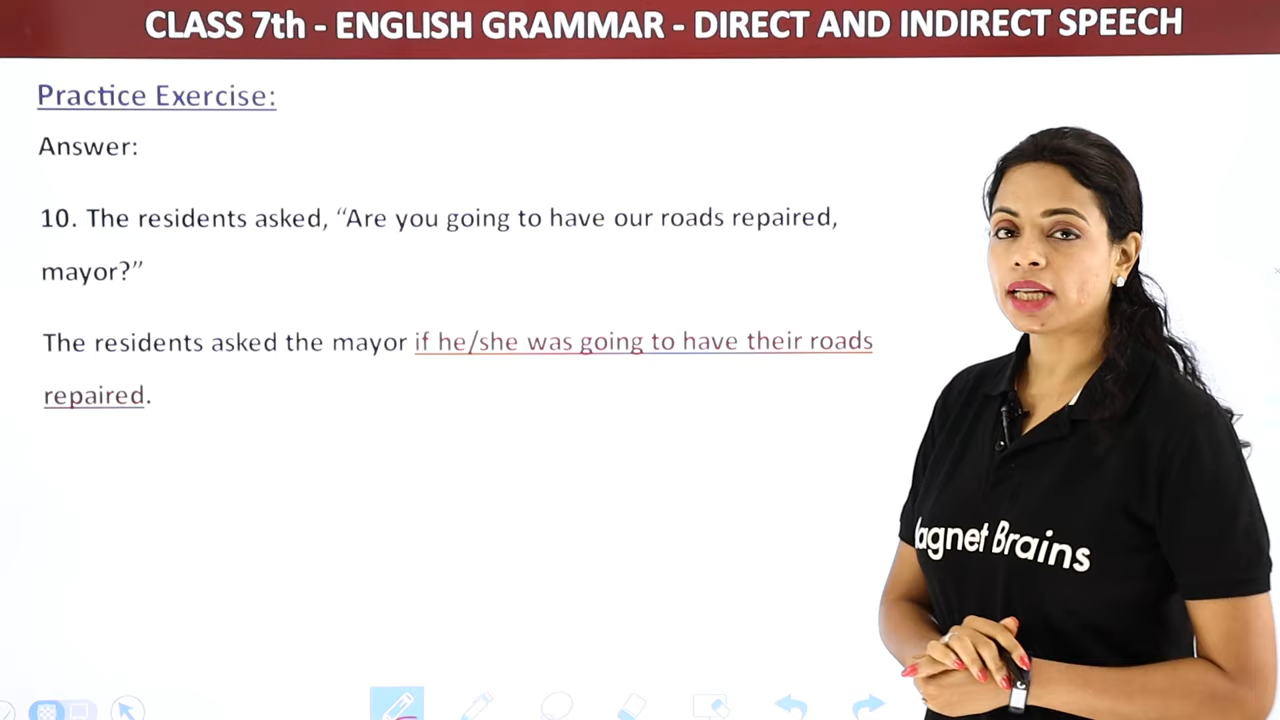 CLASS 7th - ENGLISH GRAMMAR - DIRECT AND INDIRECT SPEECH
Practice Exercise:
Answer:
10. The residents asked, “Are you going to have our roads repaired,
mayor?”
The residents asked the mayor if he/she was going to have their roads
repaired.
agnet Brains